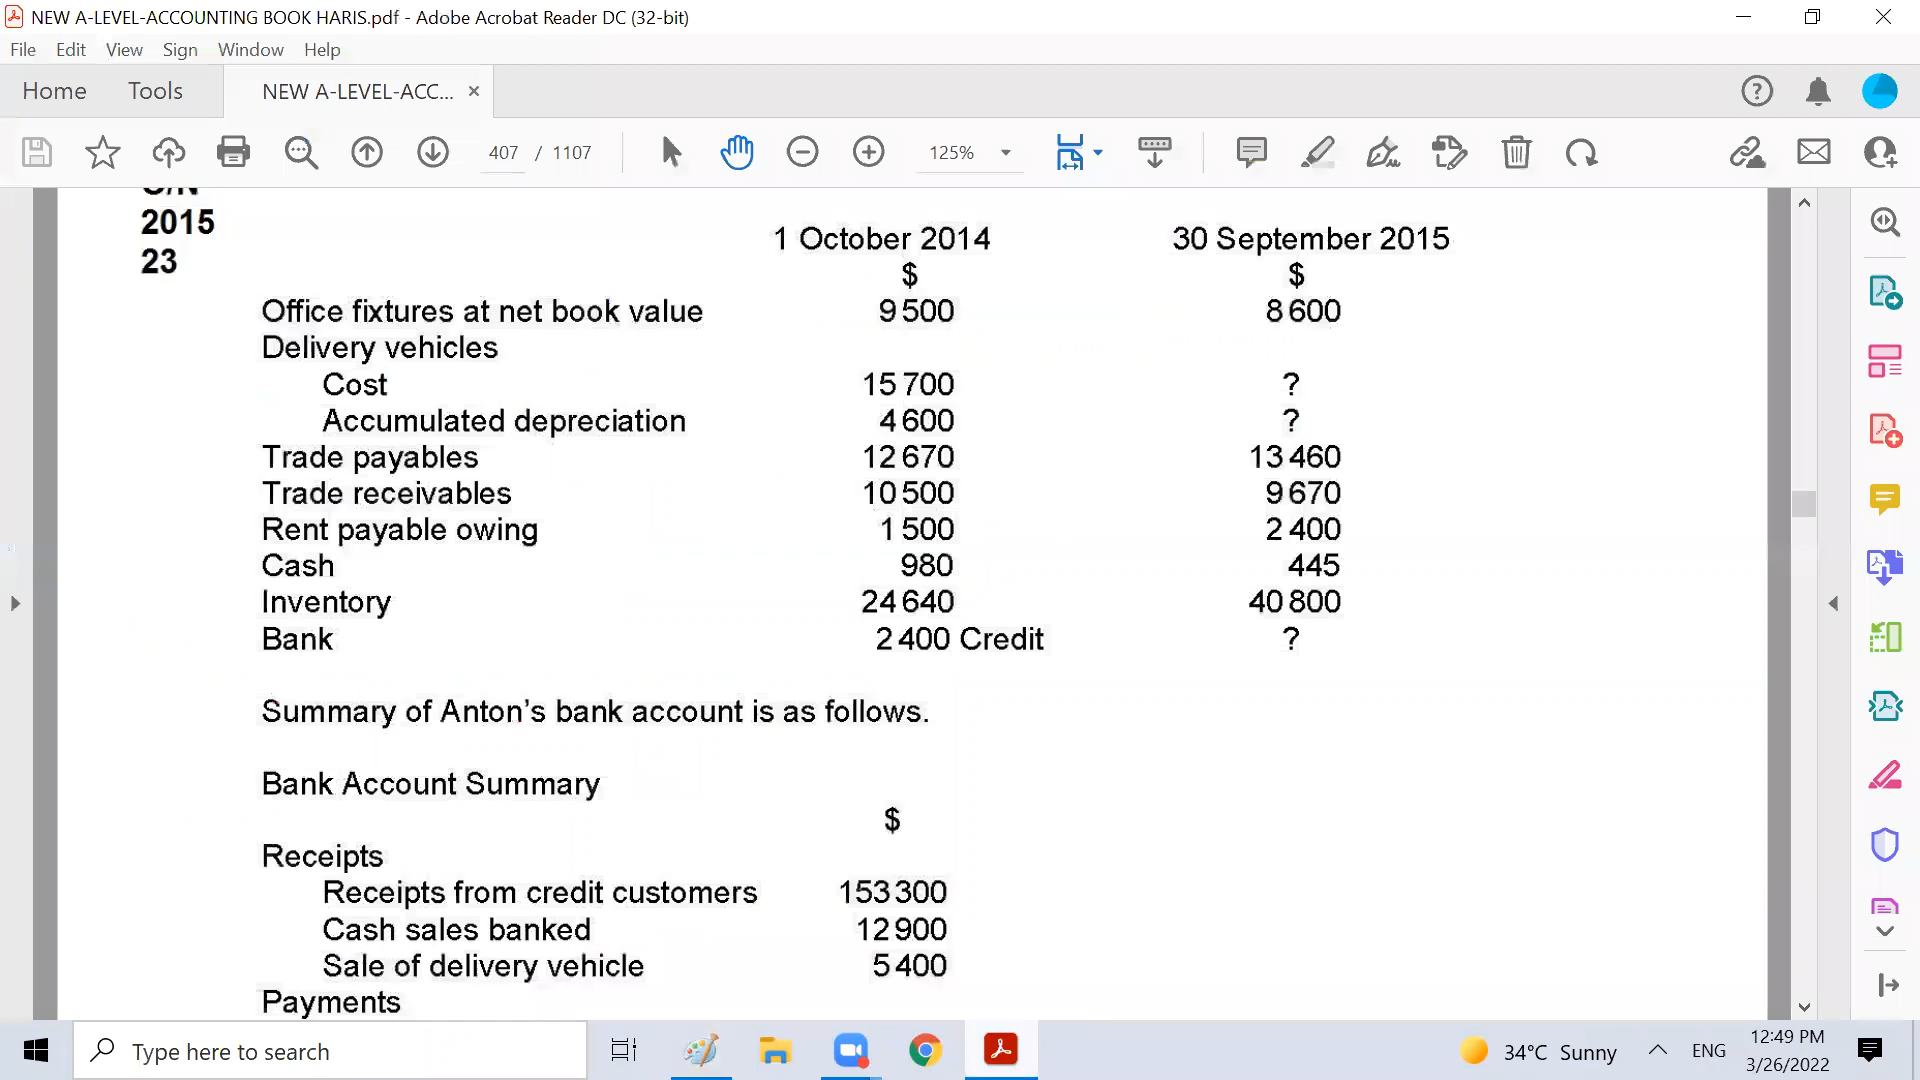 NEW A-LEVEL-ACCOUNTING BOOK HARIS.pdf - Adobe Acrobat Reader DC (32-bit)
File Edit View Sign Window Help
Home Tools NEW A-LEVEL-ACC... ×
407 / 1107 125%
2015
23
1 October 2014 30 September 2015
$ $
Office fixtures at net book value 9 500 8 600
Delivery vehicles
Cost 15 700 ?
Accumulated depreciation 4 600 ?
Trade payables 12 670 13 460
Trade receivables 10 500 9 670
Rent payable owing 1 500 2 400
Cash 980 445
Inventory 24 640 40 800
Bank 2 400 Credit ?
Summary of Anton's bank account is as follows.
Bank Account Summary
$
Receipts
Receipts from credit customers 153 300
Cash sales banked 12 900
Sale of delivery vehicle 5 400
Payments
Type here to search
34°C Sunny
ENG
12:49 PM
3/26/2022